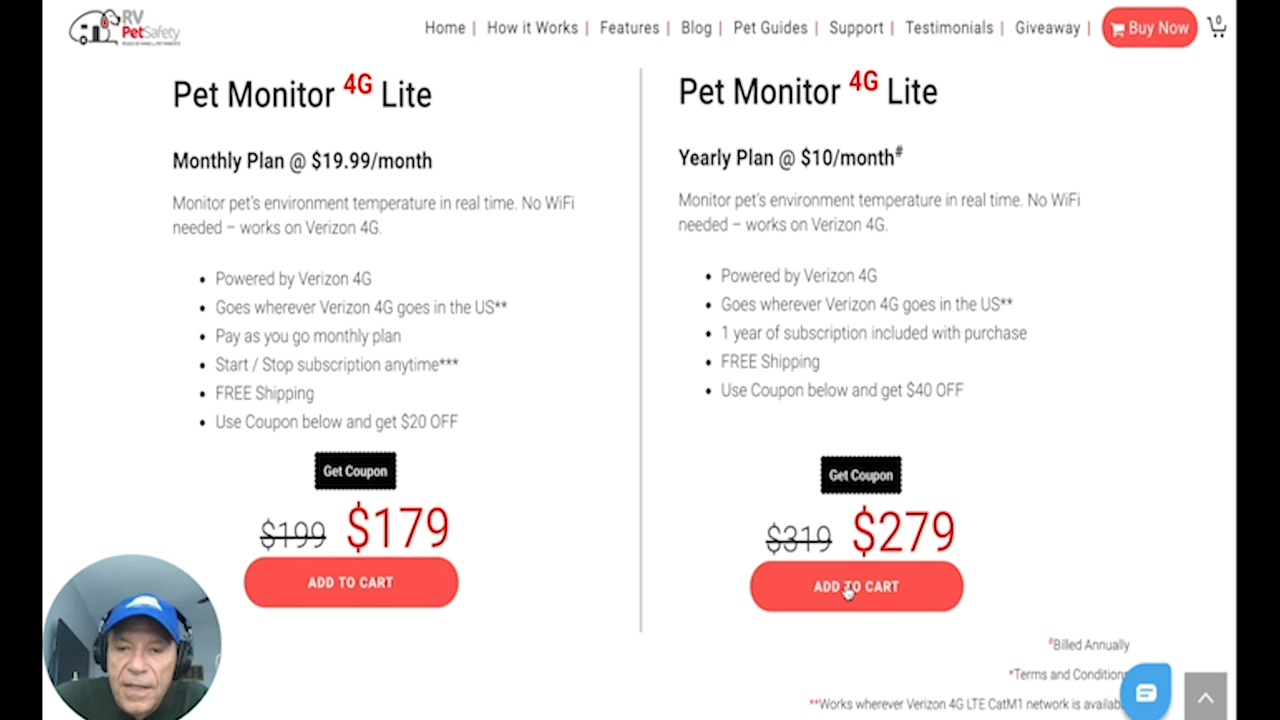 RV
PetSafety
Home | How it Works | Features | Blog | Pet Guides | Support | Testimonials | Giveaway | Buy Now 0
Pet Monitor 4G Lite
Monthly Plan @ $19.99/month
Monitor pet's environment temperature in real time. No WiFi
needed – works on Verizon 4G.
• Powered by Verizon 4G
• Goes wherever Verizon 4G goes in the US**
• Pay as you go monthly plan
• Start / Stop subscription anytime***
• FREE Shipping
• Use Coupon below and get $20 OFF
Get Coupon
$199 $179
ADD TO CART
Pet Monitor 4G Lite
Yearly Plan @ $10/month#
Monitor pet's environment temperature in real time. No WiFi
needed – works on Verizon 4G.
• Powered by Verizon 4G
• Goes wherever Verizon 4G goes in the US**
• 1 year of subscription included with purchase
• FREE Shipping
• Use Coupon below and get $40 OFF
Get Coupon
$319 $279
ADD TO CART
#Billed Annually
*Terms and Condition
**Works wherever Verizon 4G LTE CatM1 network is availab